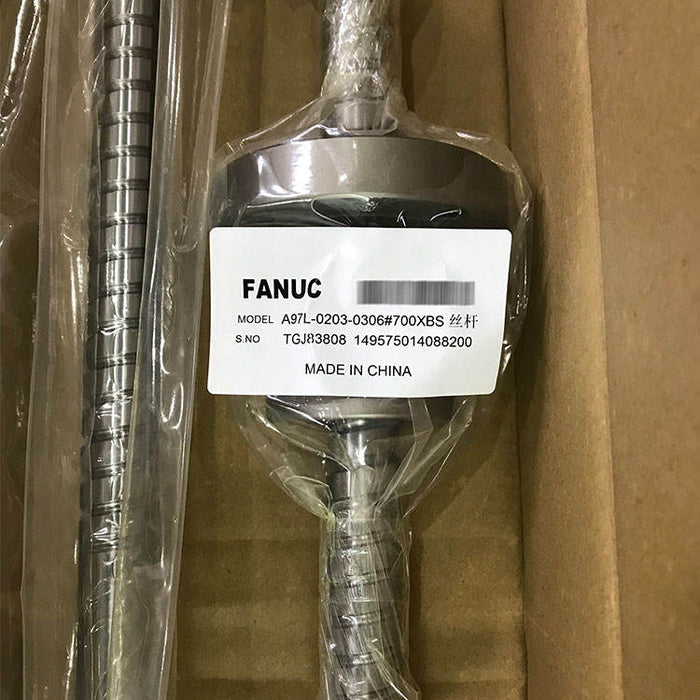 FANUC
MODEL A97L-0203-0306#700XBS 丝杆
S.NO TGJ83808 149575014088200
MADE IN CHINA